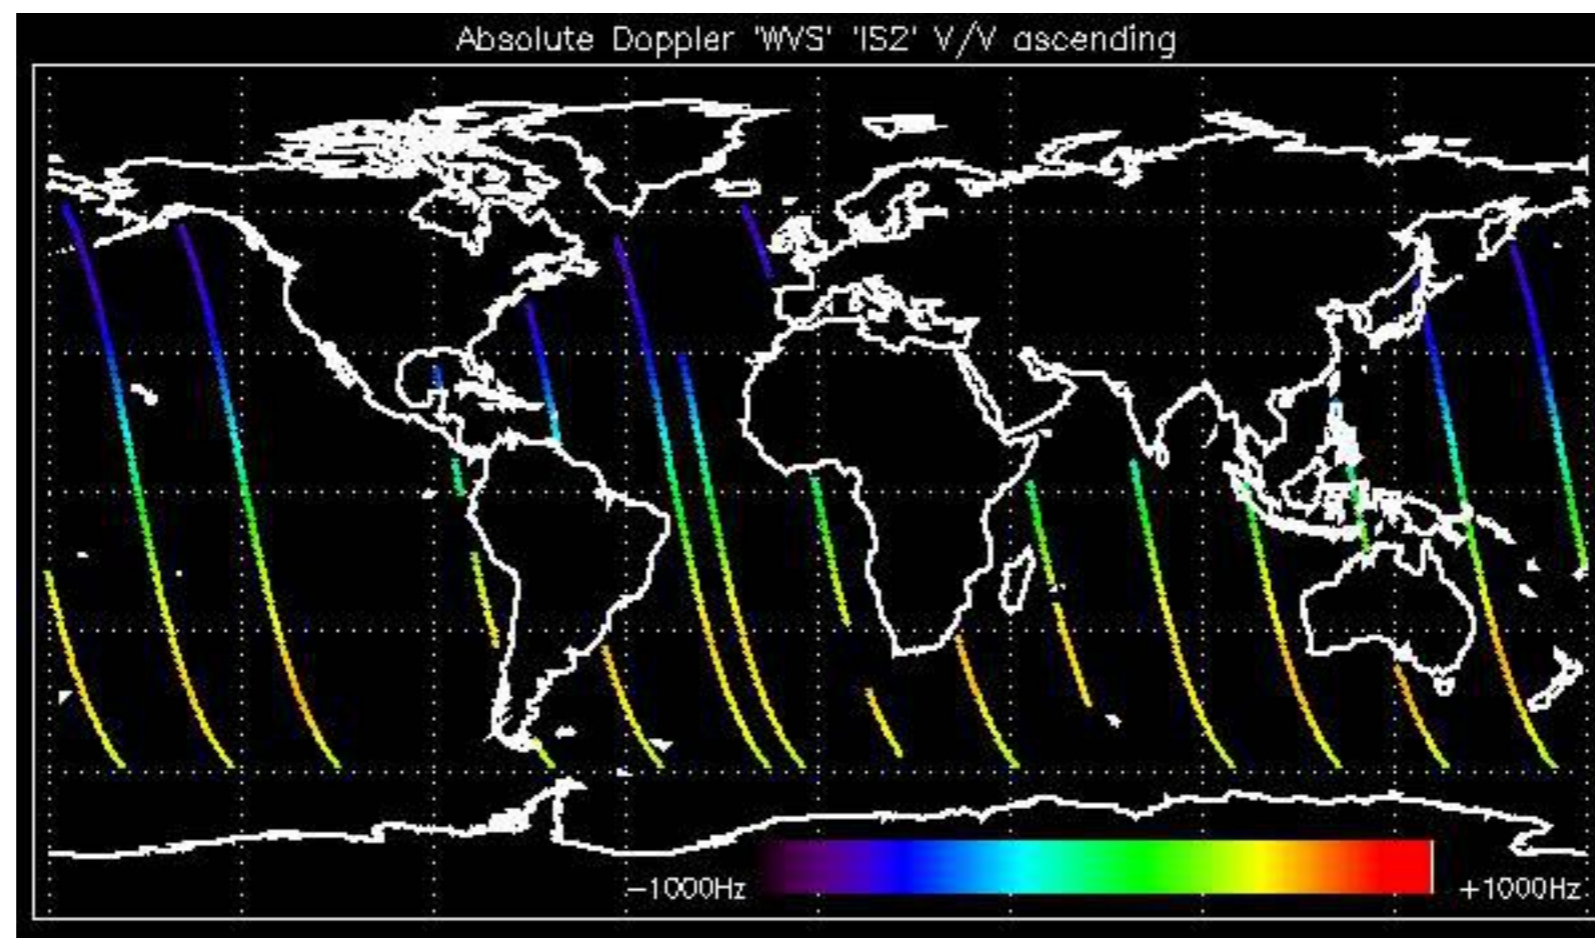 Absolute Doppler 'WVS' 'IS2' V/V ascending
-1000Hz
+1000Hz